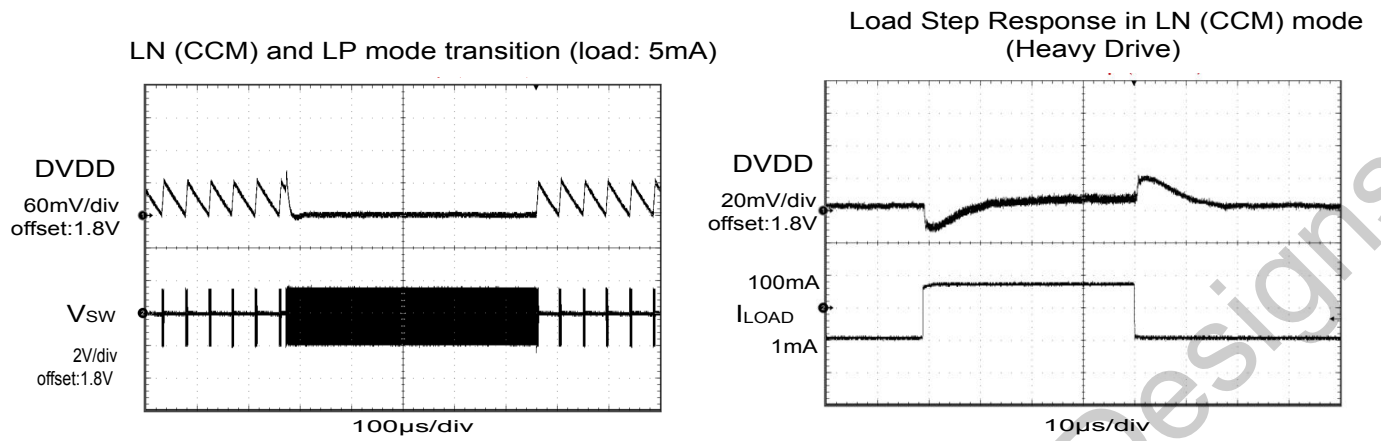 LN (CCM) and LP mode transition (load: 5mA)
DVDD
60mV/div
offset:1.8V
VSW
2V/div
offset:1.8V
100µs/div
Load Step Response in LN (CCM) mode
(Heavy Drive)
DVDD
20mV/div
offset:1.8V
100mA
ILOAD
1mA
10µs/div
Designs